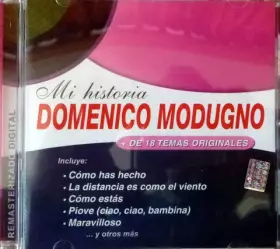 Mi historia
DOMENICO MODUGNO
+ DE 18 TEMAS ORIGINALES
Incluye:
• Cómo has hecho
• La distancia es como el viento
• Cómo estás
• Piove (ciao, ciao, bambina)
• Maravilloso
... y otros más
REMASTERIZADO DIGITAL